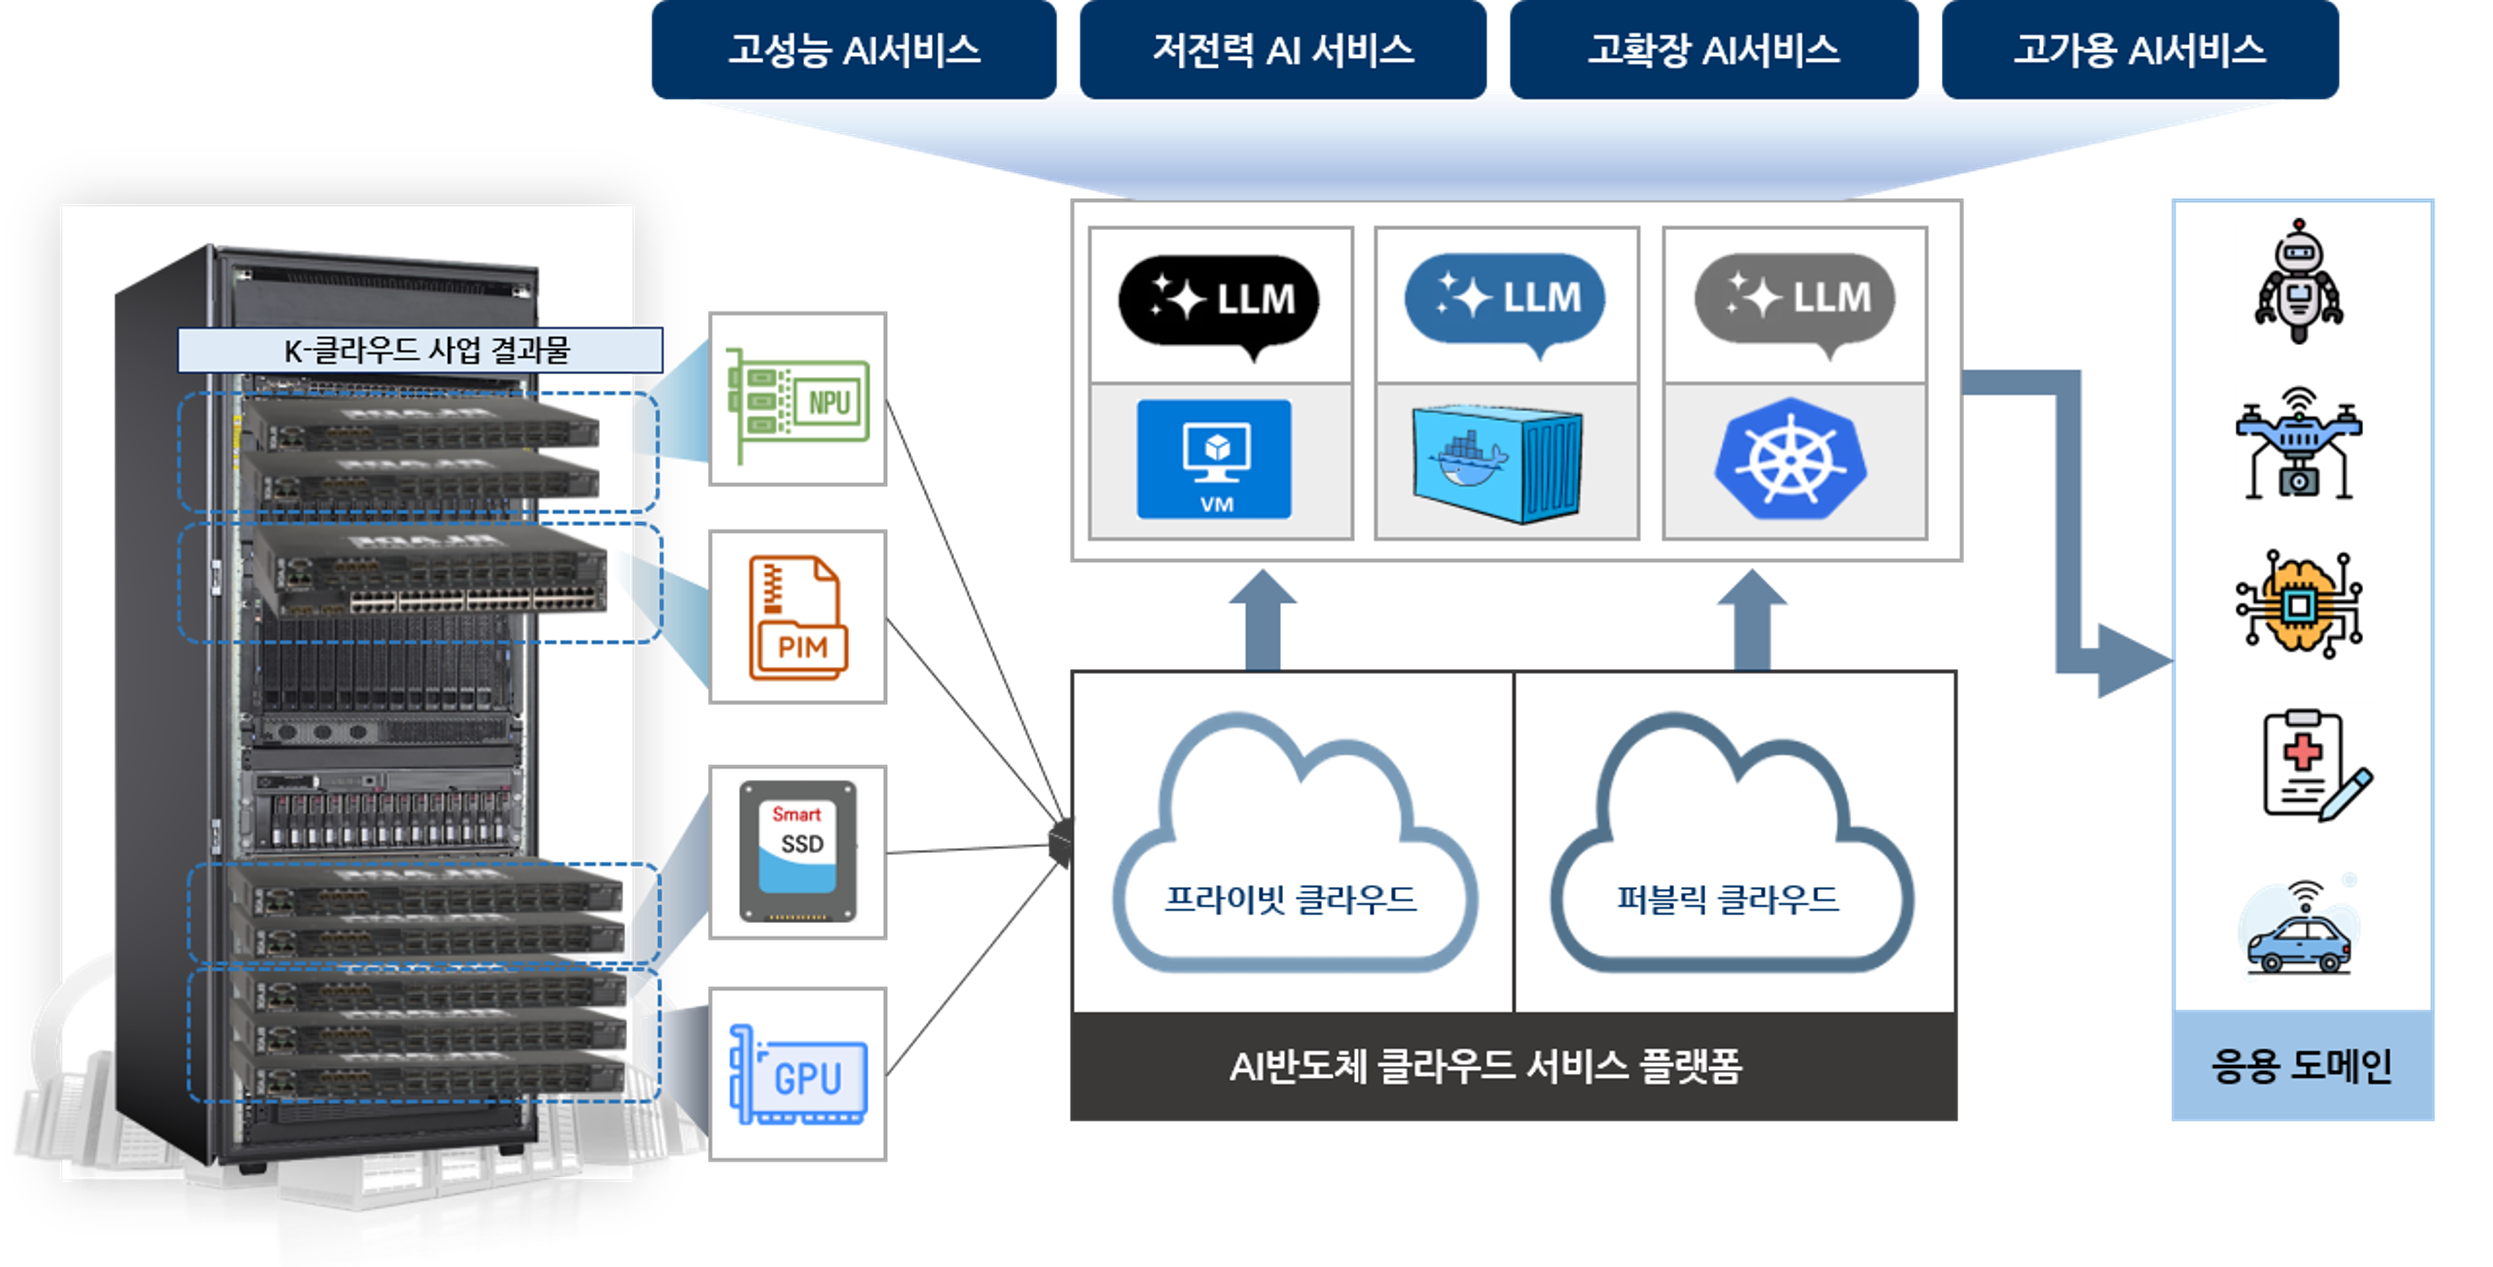 고성능 AI서비스
저전력 AI 서비스
고확장 AI서비스
고가용 AI서비스
K-클라우드 사업 결과물
BLADE
BLADE
BLADE
BLADE
NPU
PIM
Smart
SSD
GPU
LLM
LLM
LLM
VM
프라이빗 클라우드
퍼블릭 클라우드
AI반도체 클라우드 서비스 플랫폼
응용 도메인